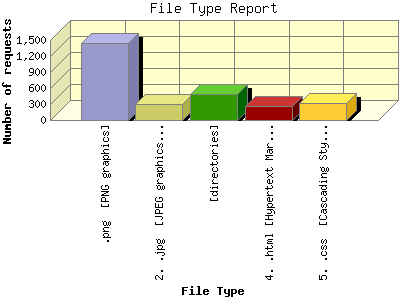 File Type Report
Number of requests
1,500
1,200
900
600
300
0
.png [PNG graphics]
2. .jpg [JPEG graphics...
[directories]
4. .html [Hypertext Mar...
5. .css [Cascading Sty...
File Type